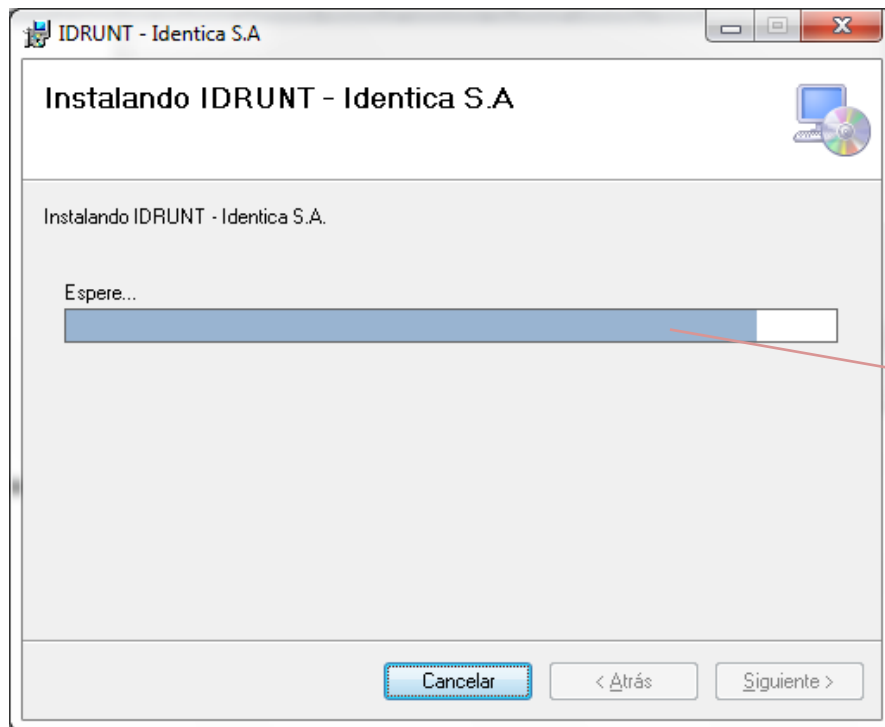 IDRUNT - Identica S.A
Instalando IDRUNT - Identica S.A
Instalando IDRUNT - Identica S.A.
Espere...
Cancelar
< Atrás
Siguiente >